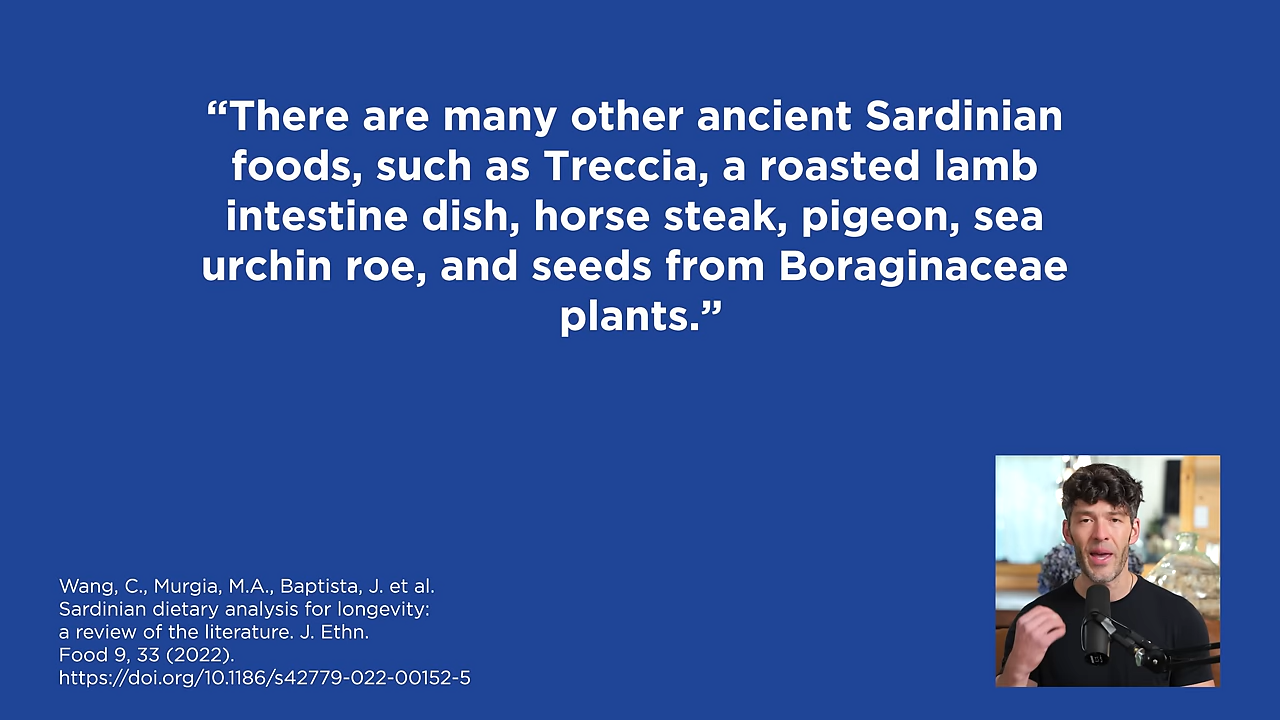 “There are many other ancient Sardinian
foods, such as Treccia, a roasted lamb
intestine dish, horse steak, pigeon, sea
urchin roe, and seeds from Boraginaceae
plants.”
Wang, C., Murgia, M.A., Baptista, J. et al.
Sardinian dietary analysis for longevity:
a review of the literature. J. Ethn.
Food 9, 33 (2022).
https://doi.org/10.1186/s42779-022-00152-5